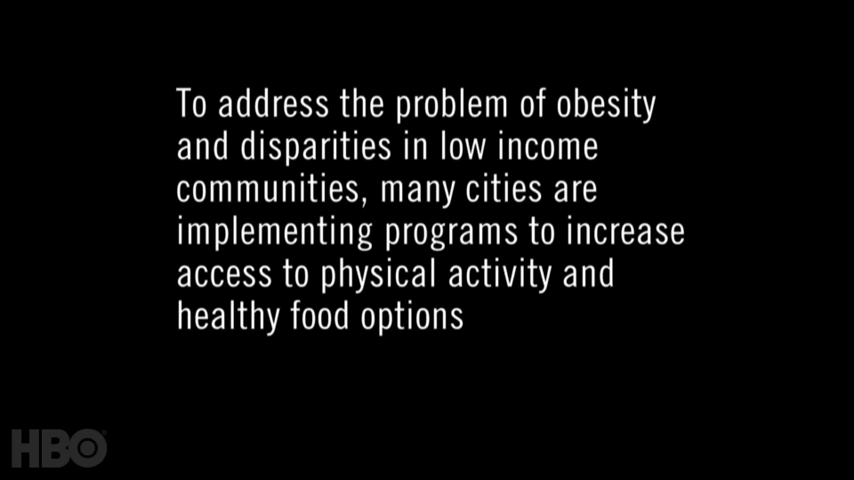 To address the problem of obesity
and disparities in low income
communities, many cities are
implementing programs to increase
access to physical activity and
healthy food options
HBO